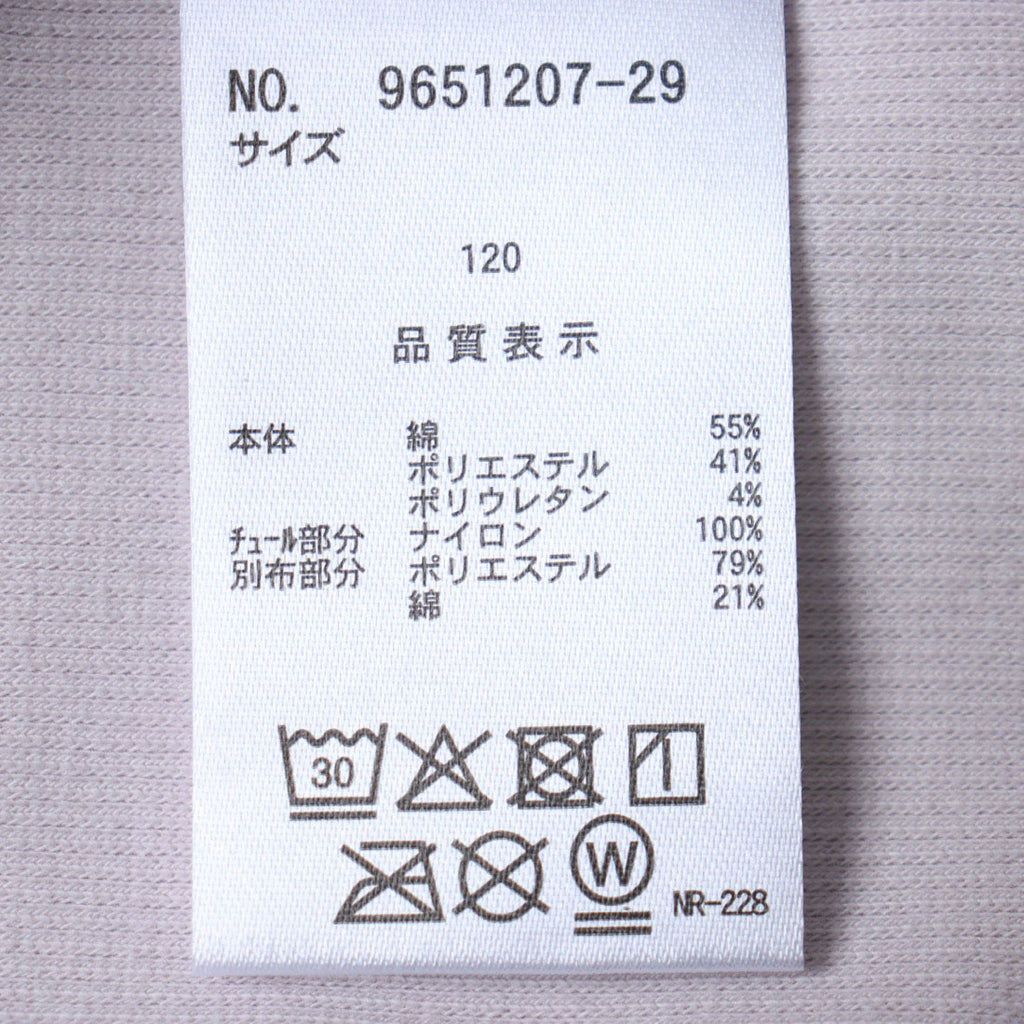 NO. 9651207-29
サイズ
120
品質表示
本体 綿 55%
ポリエステル 41%
ポリウレタン 4%
ﾁｭｰﾙ部分 ナイロン 100%
別布部分 ポリエステル 79%
綿 21%
30
W NR-228